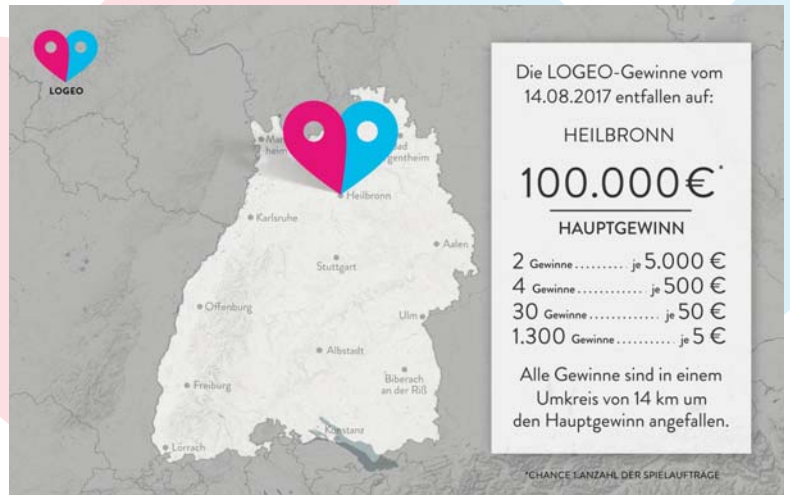 LOGEO
Die LOGEO-Gewinne vom
14.08.2017 entfallen auf:
HEILBRONN
100.000 €*
HAUPTGEWINN
2 Gewinne.......... je 5.000 €
4 Gewinne............. je 500 €
30 Gewinne............ je 50 €
1.300 Gewinne........... je 5 €
Alle Gewinne sind in einem
Umkreis von 14 km um
den Hauptgewinn angefallen.
*CHANCE 1:ANZAHL DER SPIELAUFTRÄGE
heim
gentheim
Heilbronn
Karlsruhe
Aalen
Stuttgart
Offenburg
Ulm
Albstadt
Biberach
an der Riß
Freiburg
Konstanz
Lörrach